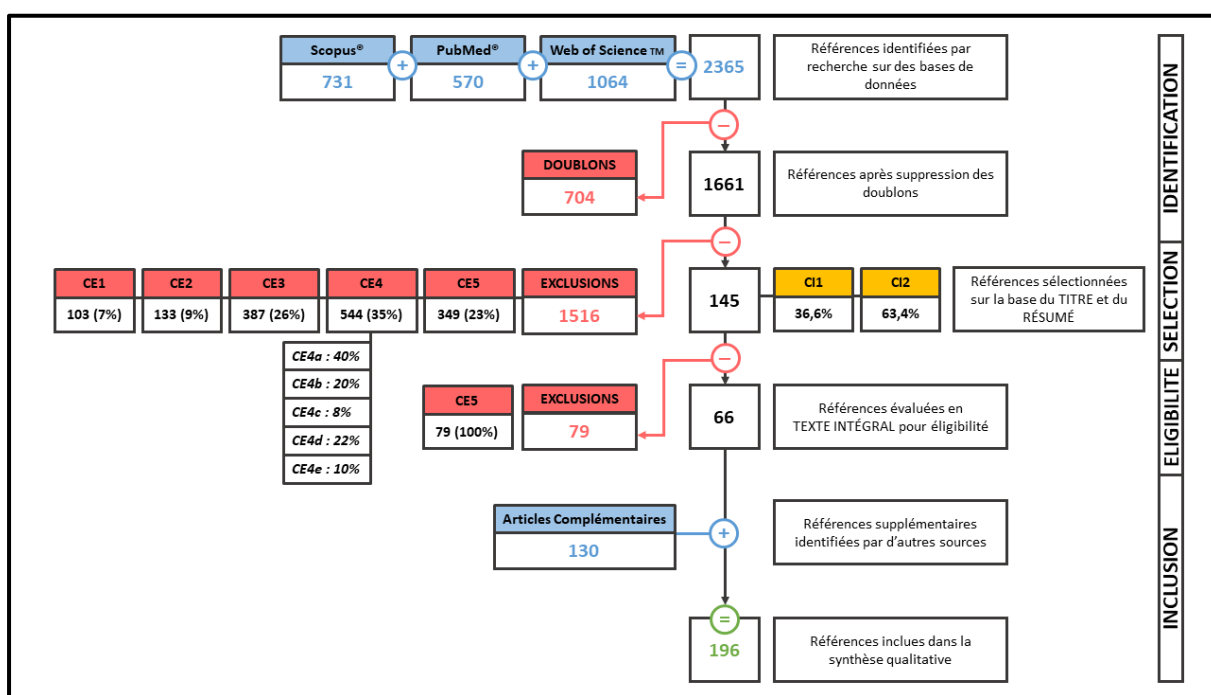 Scopus®
731
+
PubMed®
570
+
Web of Science TM
1064
=
2365
Références identifiées par
recherche sur des bases de
données
IDENTIFICATION
−
DOUBLONS
704
1661
Références après suppression des
doublons
−
CE1
103 (7%)
CE2
133 (9%)
CE3
387 (26%)
CE4
544 (35%)
CE5
349 (23%)
EXCLUSIONS
1516
145
CI1
36,6%
CI2
63,4%
Références sélectionnées
sur la base du TITRE et du
RÉSUMÉ
SELECTION
CE4a : 40%
CE4b : 20%
CE4c : 8%
CE4d : 22%
CE4e : 10%
−
CE5
79 (100%)
EXCLUSIONS
79
66
Références évaluées en
TEXTE INTÉGRAL pour éligibilité
ELIGIBILITE
Articles Complémentaires
130
+
Références supplémentaires
identifiées par d'autres sources
INCLUSION
=
196
Références inclues dans la
synthèse qualitative